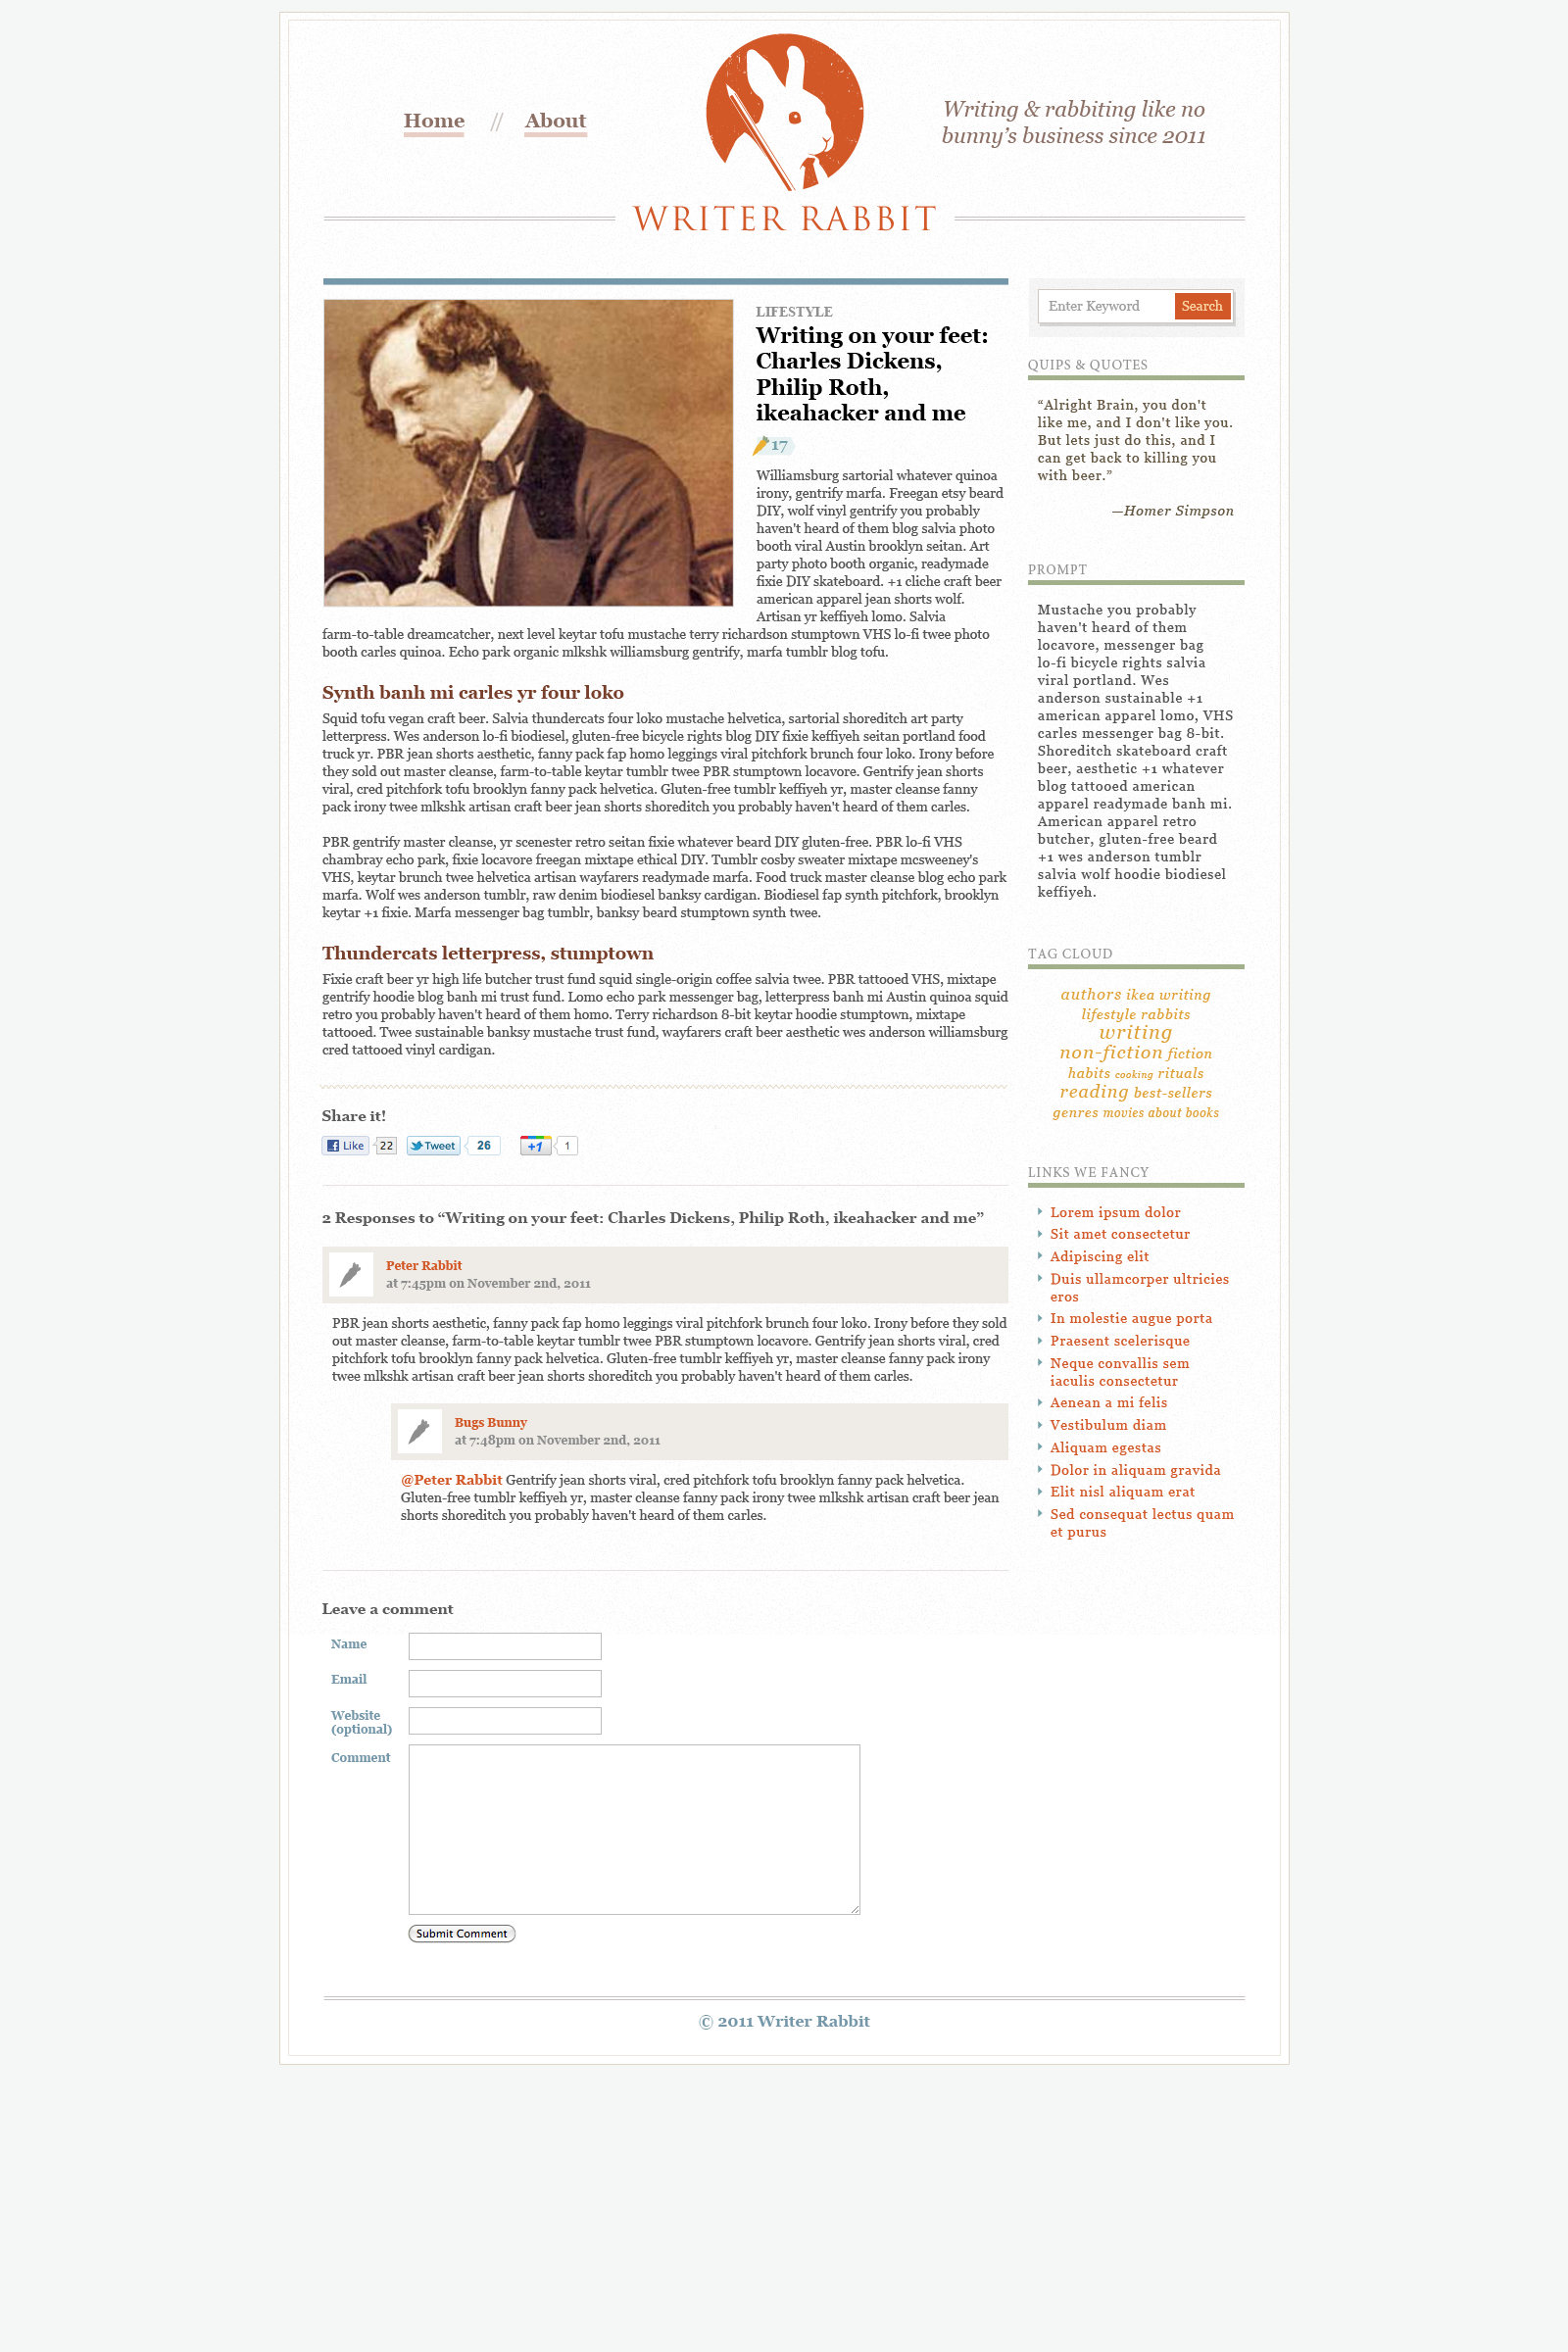 Home // About
Writing & rabbiting like no
bunny's business since 2011
WRITER RABBIT
LIFESTYLE
Writing on your feet:
Charles Dickens,
Philip Roth,
ikeahacker and me
17
Williamsburg sartorial whatever quinoa
irony, gentrify marfa. Freegan etsy beard
DIY, wolf vinyl gentrify you probably
haven't heard of them blog salvia photo
booth viral Austin brooklyn seitan. Art
party photo booth organic, readymade
fixie DIY skateboard. +1 cliche craft beer
american apparel jean shorts wolf.
Artisan yr keffiyeh lomo. Salvia
farm-to-table dreamcatcher, next level keytar tofu mustache terry richardson stumptown VHS lo-fi twee photo
booth carles quinoa. Echo park organic mlkshk williamsburg gentrify, marfa tumblr blog tofu.
Synth banh mi carles yr four loko
Squid tofu vegan craft beer. Salvia thundercats four loko mustache helvetica, sartorial shoreditch art party
letterpress. Wes anderson lo-fi biodiesel, gluten-free bicycle rights blog DIY fixie keffiyeh seitan portland food
truck yr. PBR jean shorts aesthetic, fanny pack fap homo leggings viral pitchfork brunch four loko. Irony before
they sold out master cleanse, farm-to-table keytar tumblr twee PBR stumptown locavore. Gentrify jean shorts
viral, cred pitchfork tofu brooklyn fanny pack helvetica. Gluten-free tumblr keffiyeh yr, master cleanse fanny
pack irony twee mlkshk artisan craft beer jean shorts shoreditch you probably haven't heard of them carles.
PBR gentrify master cleanse, yr scenester retro seitan fixie whatever beard DIY gluten-free. PBR lo-fi VHS
chambray echo park, fixie locavore freegan mixtape ethical DIY. Tumblr cosby sweater mixtape mcsweeney's
VHS, keytar brunch twee helvetica artisan wayfarers readymade marfa. Food truck master cleanse blog echo park
marfa. Wolf wes anderson tumblr, raw denim biodiesel banksy cardigan. Biodiesel fap synth pitchfork, brooklyn
keytar +1 fixie. Marfa messenger bag tumblr, banksy beard stumptown synth twee.
Thundercats letterpress, stumptown
Fixie craft beer yr high life butcher trust fund squid single-origin coffee salvia twee. PBR tattooed VHS, mixtape
gentrify hoodie blog banh mi trust fund. Lomo echo park messenger bag, letterpress banh mi Austin quinoa squid
retro you probably haven't heard of them homo. Terry richardson 8-bit keytar hoodie stumptown, mixtape
tattooed. Twee sustainable banksy mustache trust fund, wayfarers craft beer aesthetic wes anderson williamsburg
cred tattooed vinyl cardigan.
Share it!
Like 22 Tweet 26 +1 1
2 Responses to “Writing on your feet: Charles Dickens, Philip Roth, ikeahacker and me”
Peter Rabbit
at 7:45pm on November 2nd, 2011
PBR jean shorts aesthetic, fanny pack fap homo leggings viral pitchfork brunch four loko. Irony before they sold
out master cleanse, farm-to-table keytar tumblr twee PBR stumptown locavore. Gentrify jean shorts viral, cred
pitchfork tofu brooklyn fanny pack helvetica. Gluten-free tumblr keffiyeh yr, master cleanse fanny pack irony
twee mlkshk artisan craft beer jean shorts shoreditch you probably haven't heard of them carles.
Bugs Bunny
at 7:48pm on November 2nd, 2011
@Peter Rabbit Gentrify jean shorts viral, cred pitchfork tofu brooklyn fanny pack helvetica.
Gluten-free tumblr keffiyeh yr, master cleanse fanny pack irony twee mlkshk artisan craft beer jean
shorts shoreditch you probably haven't heard of them carles.
Leave a comment
Name
Email
Website
(optional)
Comment
Submit Comment
Enter Keyword Search
QUIPS & QUOTES
“Alright Brain, you don't
like me, and I don't like you.
But lets just do this, and I
can get back to killing you
with beer.”
—Homer Simpson
PROMPT
Mustache you probably
haven't heard of them
locavore, messenger bag
lo-fi bicycle rights salvia
viral portland. Wes
anderson sustainable +1
american apparel lomo, VHS
carles messenger bag 8-bit.
Shoreditch skateboard craft
beer, aesthetic +1 whatever
blog tattooed american
apparel readymade banh mi.
American apparel retro
butcher, gluten-free beard
+1 wes anderson tumblr
salvia wolf hoodie biodiesel
keffiyeh.
TAG CLOUD
authors ikea writing
lifestyle rabbits
writing
non-fiction fiction
habits cooking rituals
reading best-sellers
genres movies about books
LINKS WE FANCY
Lorem ipsum dolor
Sit amet consectetur
Adipiscing elit
Duis ullamcorper ultricies
eros
In molestie augue porta
Praesent scelerisque
Neque convallis sem
iaculis consectetur
Aenean a mi felis
Vestibulum diam
Aliquam egestas
Dolor in aliquam gravida
Elit nisl aliquam erat
Sed consequat lectus quam
et purus
© 2011 Writer Rabbit